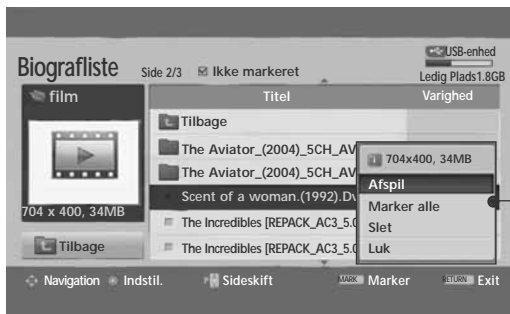 USB-enhed
Biografliste Side 2/3 Ikke markeret
Ledig Plads1.8GB
film
Titel Varighed
Tilbage
The Aviator_(2004)_5CH_AV
The Aviator_(2004)_5CH_AV
Scent of a woman.(1992).Dv
The Incredibles [REPACK_AC3_5.0
The Incredibles [REPACK_AC3_5.0
704 x 400, 34MB
Tilbage
704x400, 34MB
Afspil
Marker alle
Slet
Luk
Navigation Indstil. P Sideskift MARK Marker RETURN Exit